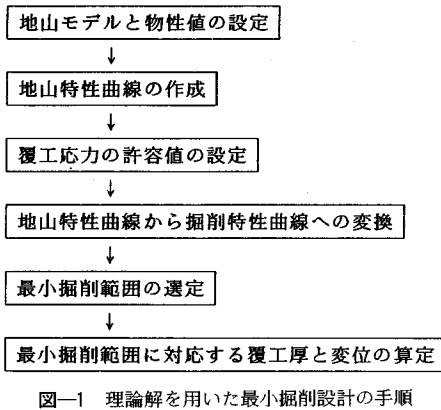 地山モデルと物性値の設定
↓
地山特性曲線の作成
↓
覆工応力の許容値の設定
↓
地山特性曲線から掘削特性曲線への変換
↓
最小掘削範囲の選定
↓
最小掘削範囲に対応する覆工厚と変位の算定
図—1 理論解を用いた最小掘削設計の手順